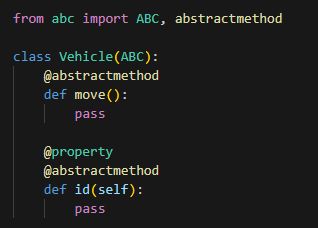 from abc import ABC, abstractmethod
class Vehicle(ABC):
    @abstractmethod
    def move():
        pass
    @property
    @abstractmethod
    def id(self):
        pass